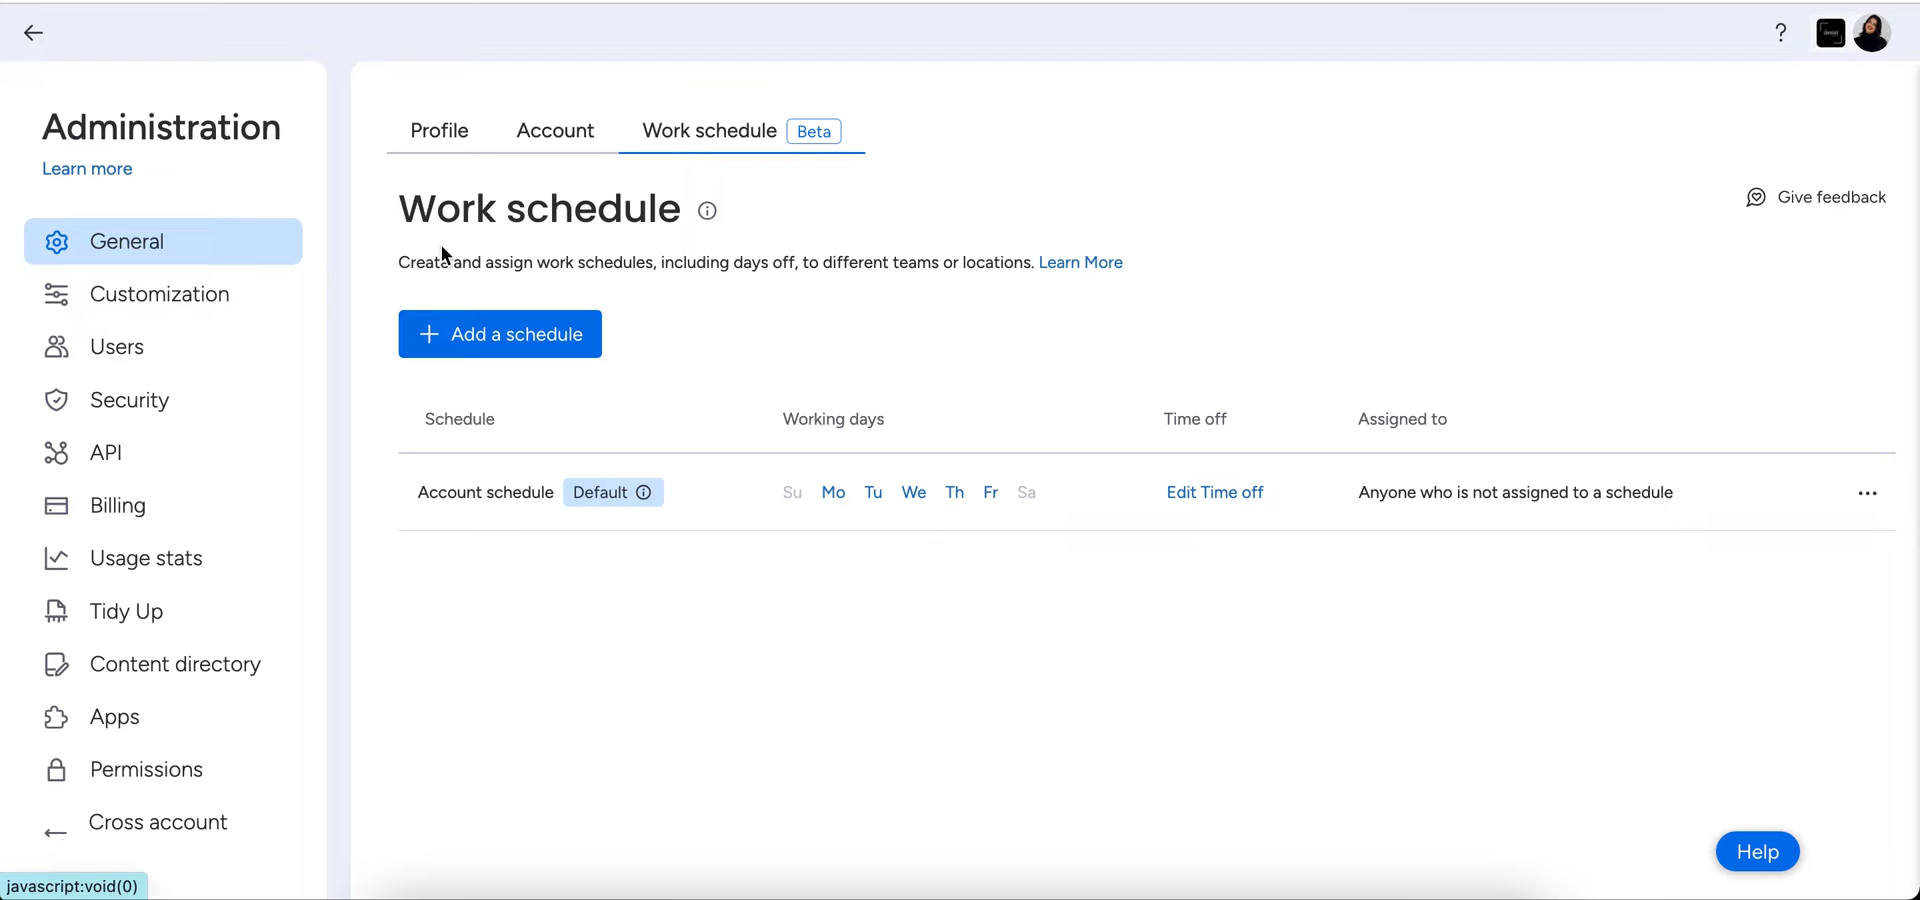 ?
Administration
Learn more
General
Customization
Users
Security
API
Billing
Usage stats
Tidy Up
Content directory
Apps
Permissions
Cross account
javascript:void(0)
Profile Account Work schedule Beta
Work schedule
Give feedback
Create and assign work schedules, including days off, to different teams or locations. Learn More
+ Add a schedule
Schedule Working days Time off Assigned to
Account schedule Default Su Mo Tu We Th Fr Sa Edit Time off Anyone who is not assigned to a schedule ...
Help